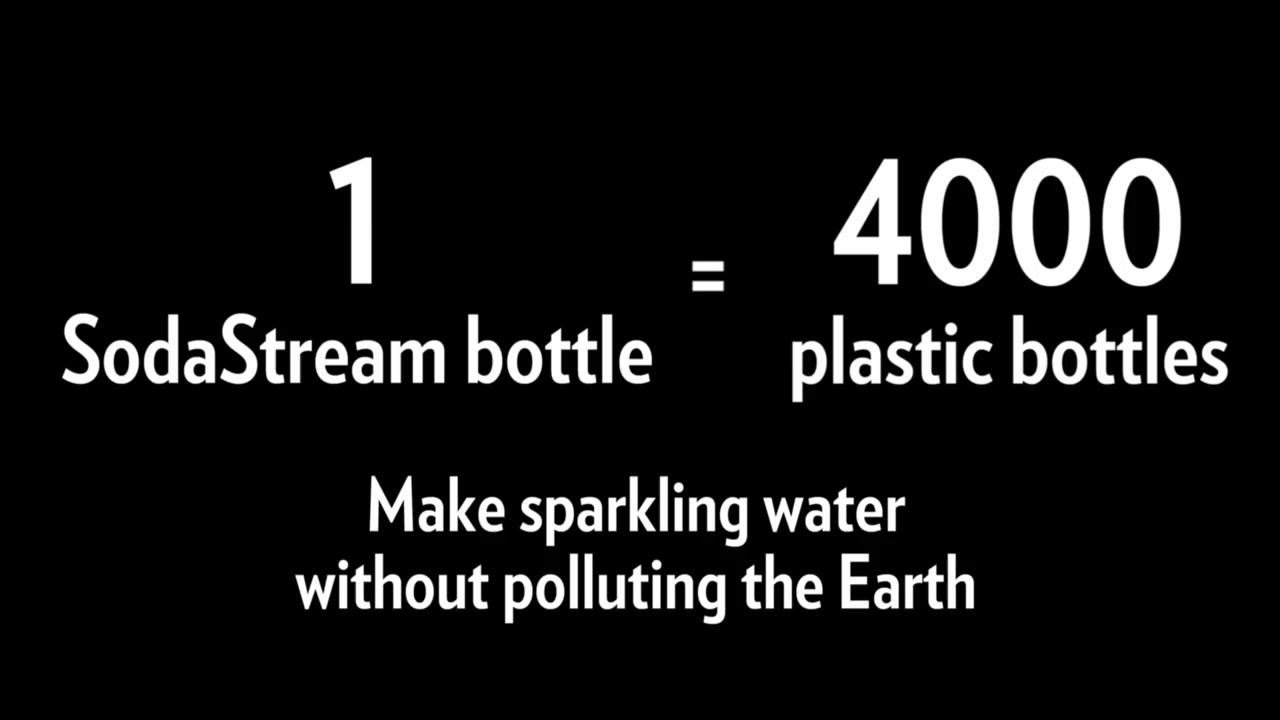 1 = 4000
SodaStream bottle plastic bottles
Make sparkling water
without polluting the Earth